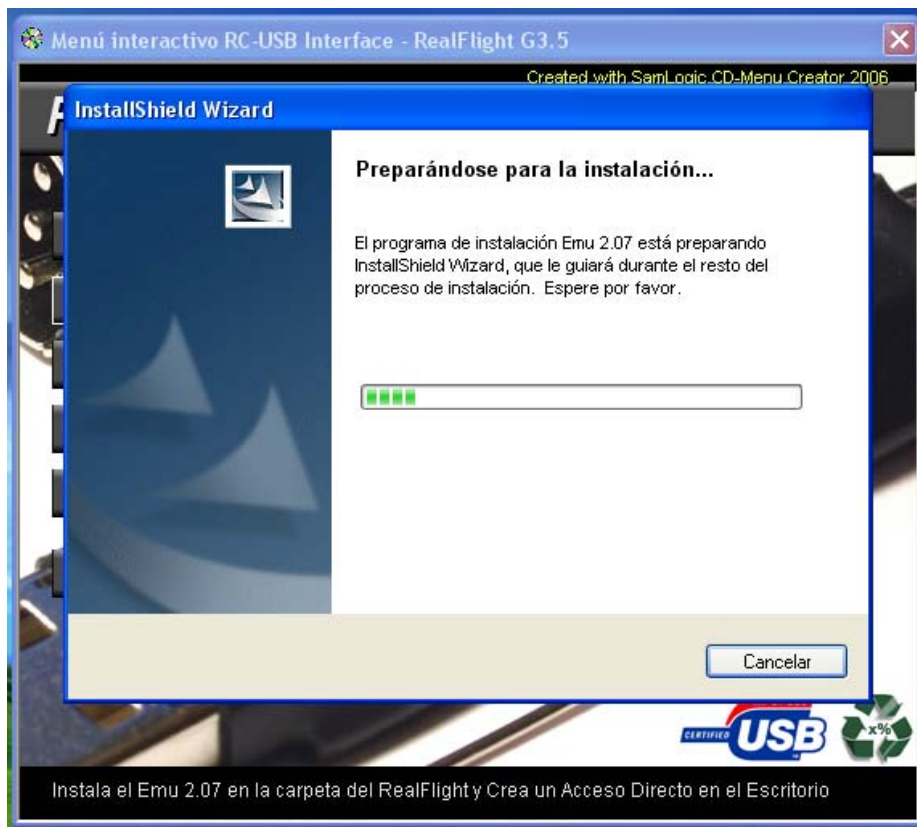 Menú interactivo RC-USB Interface - RealFlight G3.5
Created with SamLogic CD-Menu Creator 2006
InstallShield Wizard
Preparándose para la instalación...
El programa de instalación Emu 2.07 está preparando
InstallShield Wizard, que le guiará durante el resto del
proceso de instalación. Espere por favor.
Cancelar
CERTIFIED USB
x%
Instala el Emu 2.07 en la carpeta del RealFlight y Crea un Acceso Directo en el Escritorio